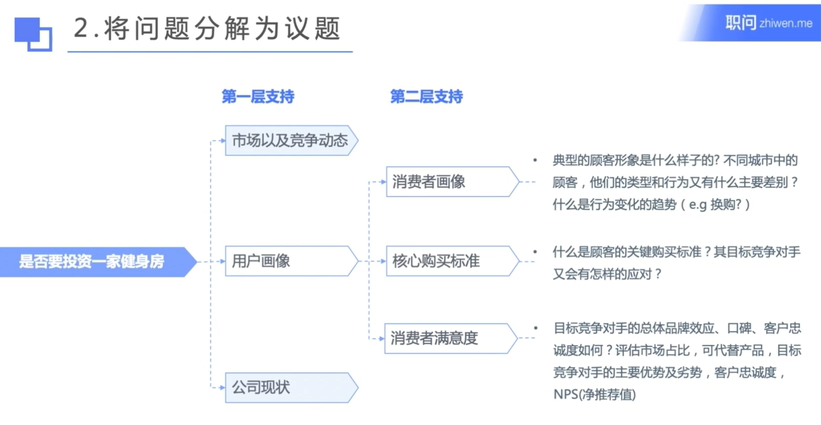 2.将问题分解为议题
职问 zhiwen.me
第一层支持
第二层支持
市场以及竞争动态
消费者画像
• 典型的顾客形象是什么样子的? 不同城市中的
顾客，他们的类型和行为又有什么主要差别？
什么是行为变化的趋势（e.g 换购?）
是否要投资一家健身房
用户画像
核心购买标准
• 什么是顾客的关键购买标准？其目标竞争对手
又会有怎样的应对？
消费者满意度
• 目标竞争对手的总体品牌效应、口碑、客户忠
诚度如何？评估市场占比，可代替产品，目标
竞争对手的主要优势及劣势，客户忠诚度，
NPS(净推荐值)
公司现状